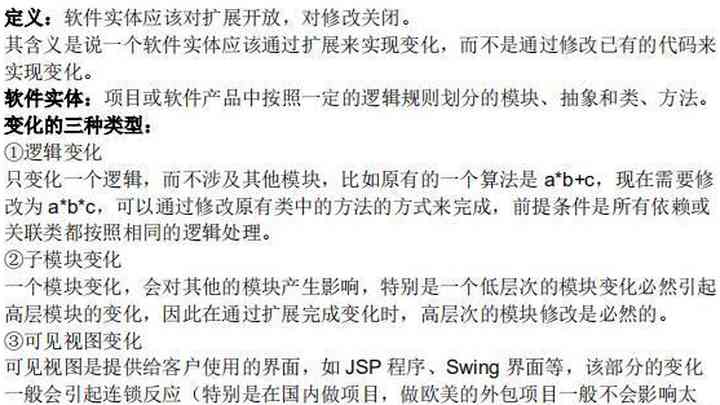 定义：软件实体应该对扩展开放，对修改关闭。
其含义是说一个软件实体应该通过扩展来实现变化，而不是通过修改已有的代码来
实现变化。
软件实体：项目或软件产品中按照一定的逻辑规则划分的模块、抽象和类、方法。
变化的三种类型：
①逻辑变化
只变化一个逻辑，而不涉及其他模块，比如原有的一个算法是 a*b+c，现在需要修
改为 a*b*c，可以通过修改原有类中的方法的方式来完成，前提条件是所有依赖或
关联类都按照相同的逻辑处理。
②子模块变化
一个模块变化，会对其他的模块产生影响，特别是一个低层次的模块变化必然引起
高层模块的变化，因此在通过扩展完成变化时，高层次的模块修改是必然的。
③可见视图变化
可见视图是提供给客户使用的界面，如 JSP 程序、Swing 界面等，该部分的变化
一般会引起连锁反应（特别是在国内做项目，做欧美的外包项目一般不会影响太